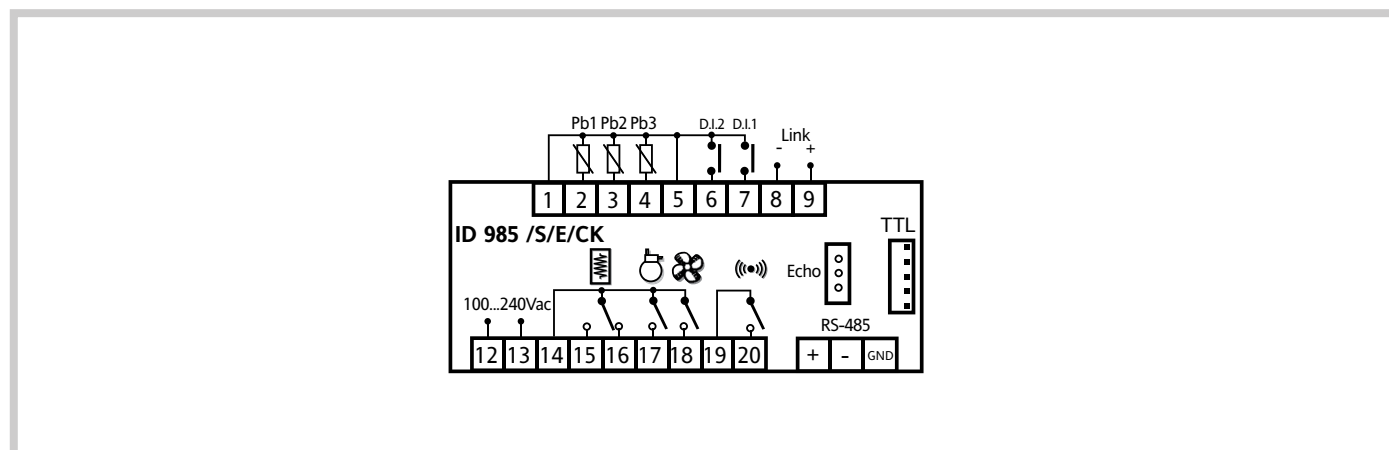 Pb1 Pb2 Pb3 D.I.2 D.I.1
Link
- +
1 2 3 4 5 6 7 8 9
ID 985 /S/E/CK
TTL
Echo
100...240Vac
RS-485
12 13 14 15 16 17 18 19 20
+ - GND